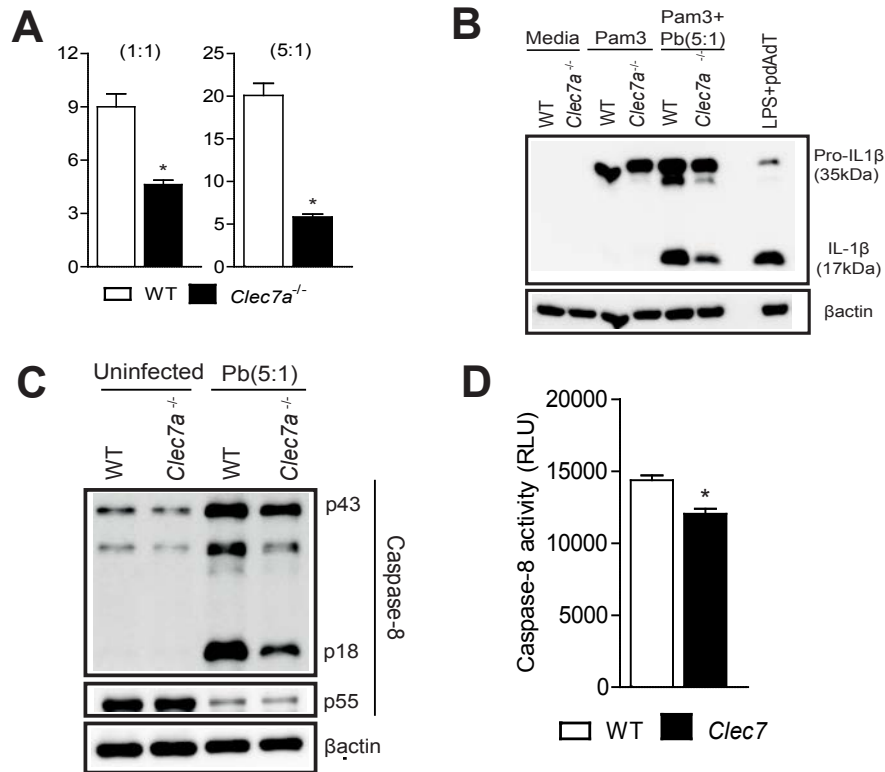 A
(1:1)
(5:1)
12
9
6
3
0
25
20
15
10
5
0
*
*
WT
Clec7a-/-
B
Media
Pam3
Pam3+
Pb(5:1)
LPS+pdAdT
WT
Clec7a-/-
WT
Clec7a-/-
WT
Clec7a-/-
Pro-IL1β
(35kDa)
IL-1β
(17kDa)
βactin
C
Uninfected
Pb(5:1)
WT
Clec7a-/-
WT
Clec7a-/-
p43
p18
p55
Caspase-8
βactin
D
Caspase-8 activity (RLU)
20000
15000
10000
5000
0
*
WT
Clec7